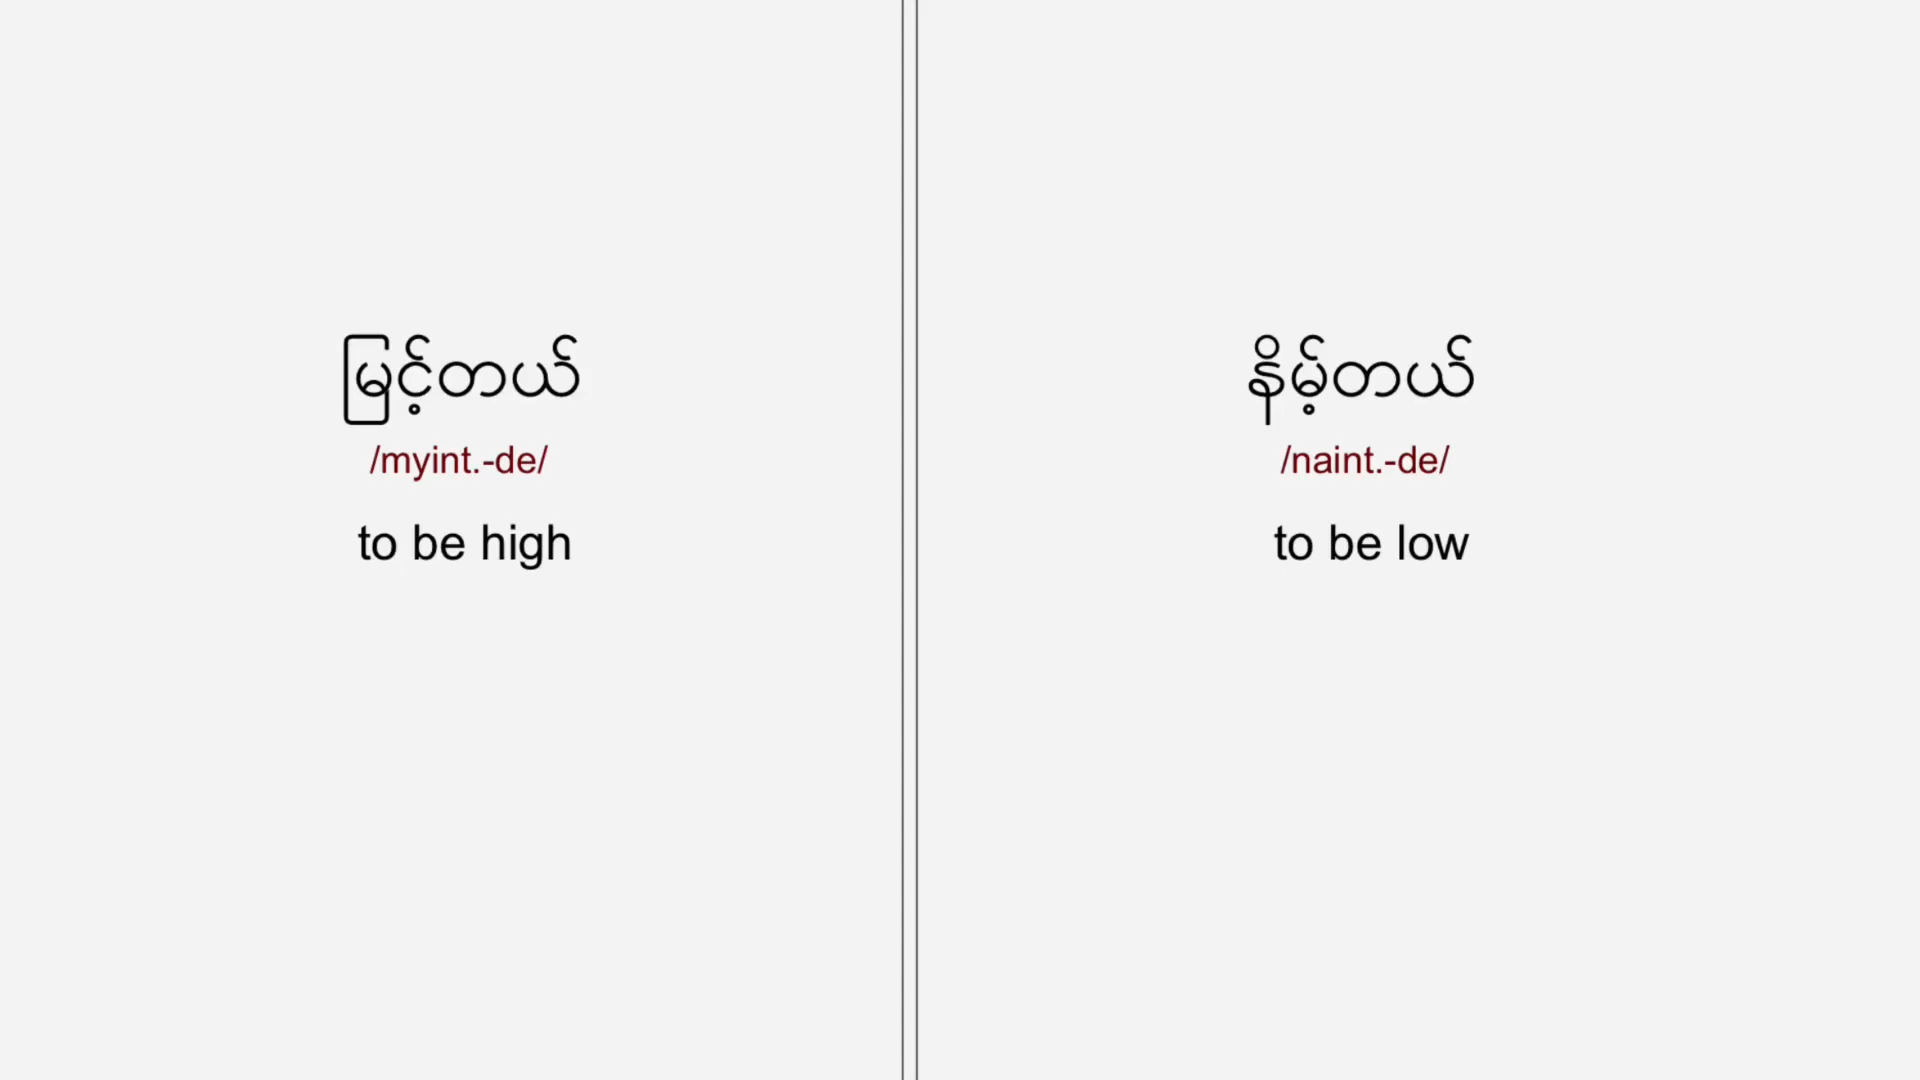 မြင့်တယ်
/myint.-de/
to be high
နိမ့်တယ်
/naint.-de/
to be low